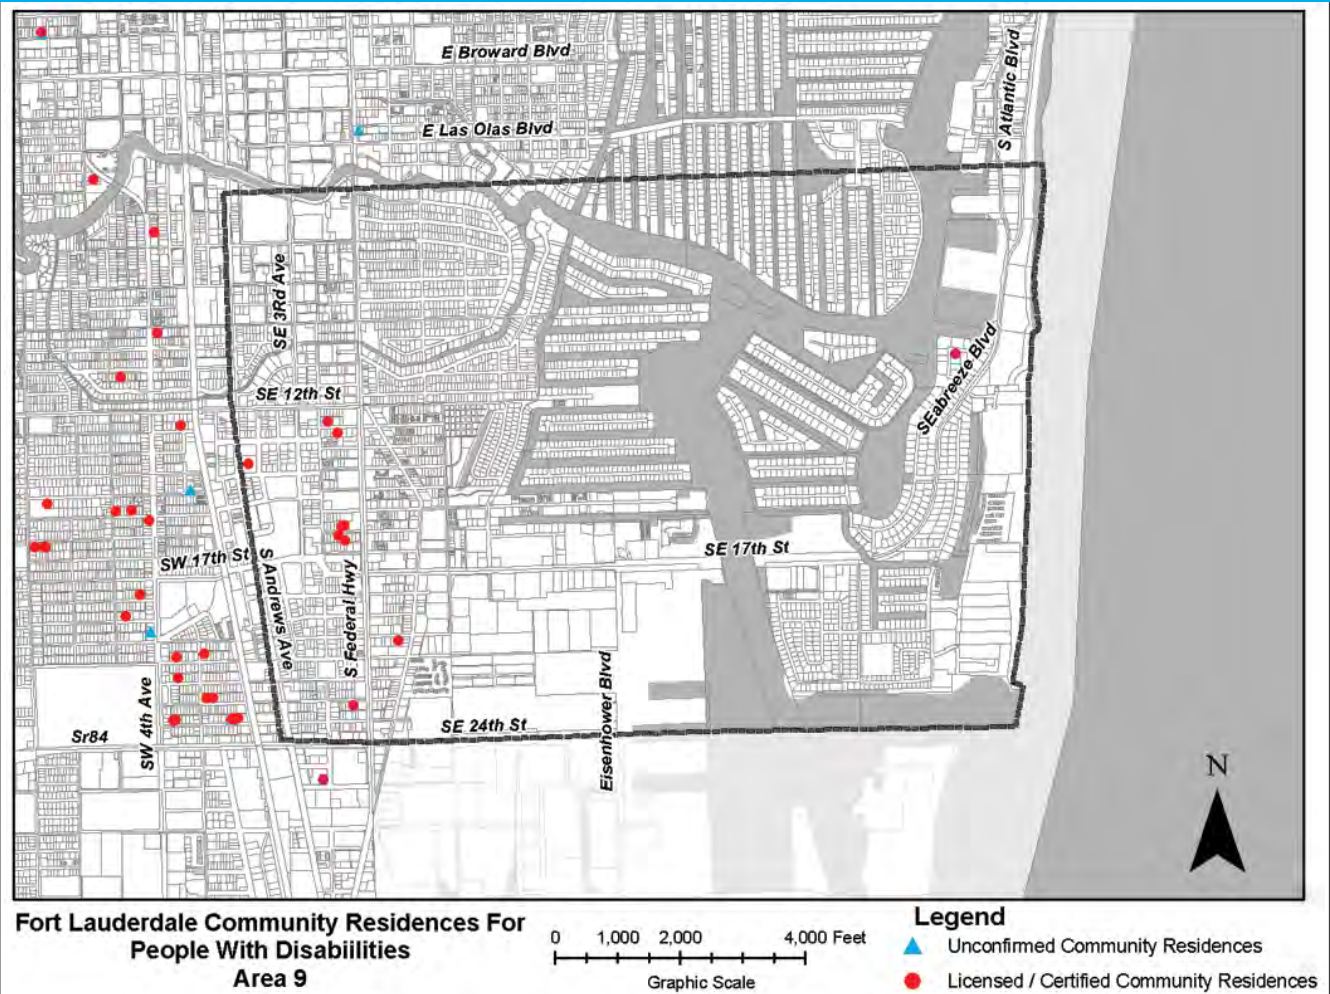 E Broward Blvd
S Atlantic Blvd
E Las Olas Blvd
SE 3Rd Ave
SEabreeze Blvd
SE 12th St
SW 17th St
SE 17th St
S Andrews Ave
S Federal Hwy
Eisenhower Blvd
SW 4th Ave
SE 24th St
Sr84
N
Fort Lauderdale Community Residences For
People With Disabiilities
Area 9
0 1,000 2,000 4,000 Feet
Graphic Scale
Legend
Unconfirmed Community Residences
Licensed / Certified Community Residences